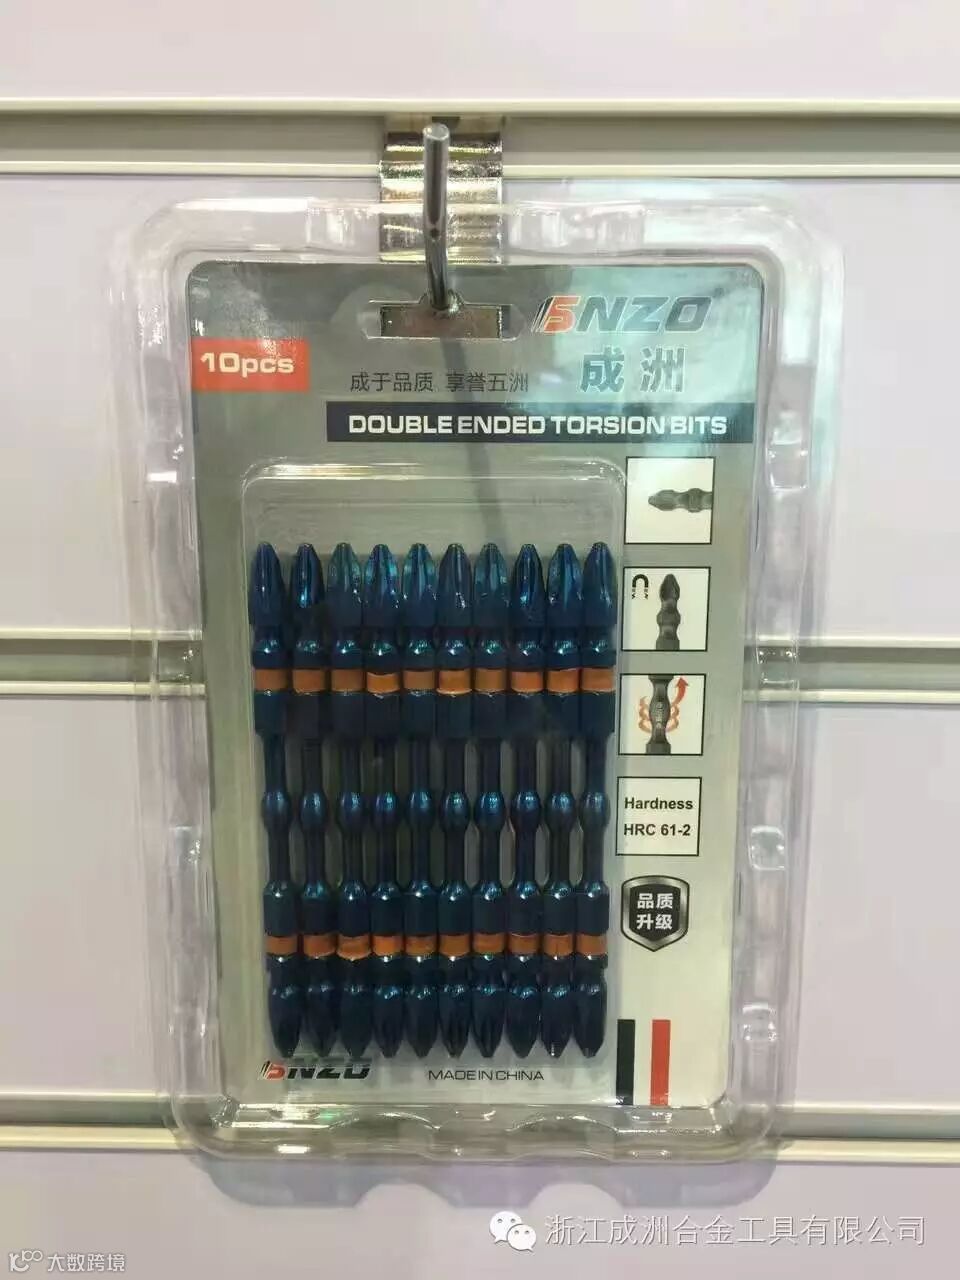 5NZO
10pcs
成于品质 享誉五洲
成洲
DOUBLE ENDED TORSION BITS
Hardness
HRC 61-2
品质
升级
5NZO
MADE IN CHINA
浙江成洲合金工具有限公司
大数跨境